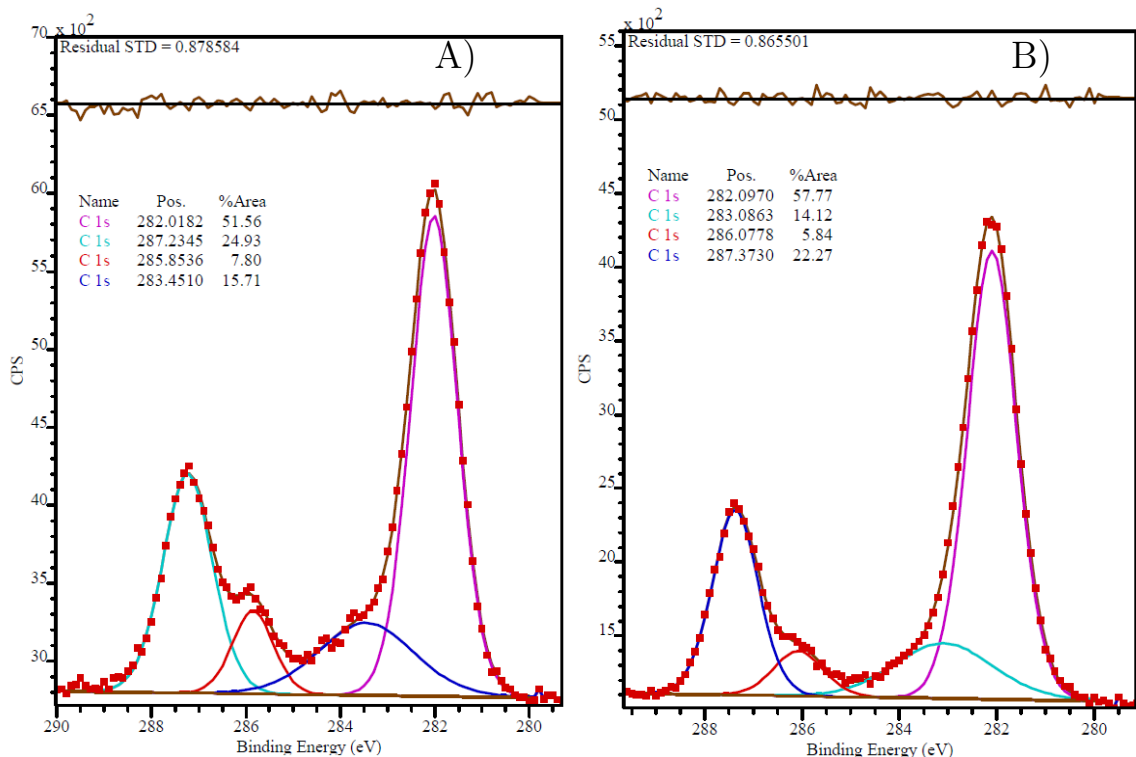 70 x 10²
Residual STD = 0.878584
A)
65
60
Name Pos. %Area
C 1s 282.0182 51.56
C 1s 287.2345 24.93
C 1s 285.8536 7.80
C 1s 283.4510 15.71
55
50
CPS
45
40
35
30
290 288 286 284 282 280
Binding Energy (eV)
55 x 10²
Residual STD = 0.865501
B)
50
Name Pos. %Area
C 1s 282.0970 57.77
C 1s 283.0863 14.12
C 1s 286.0778 5.84
C 1s 287.3730 22.27
45
40
35
CPS
30
25
20
15
288 286 284 282 280
Binding Energy (eV)